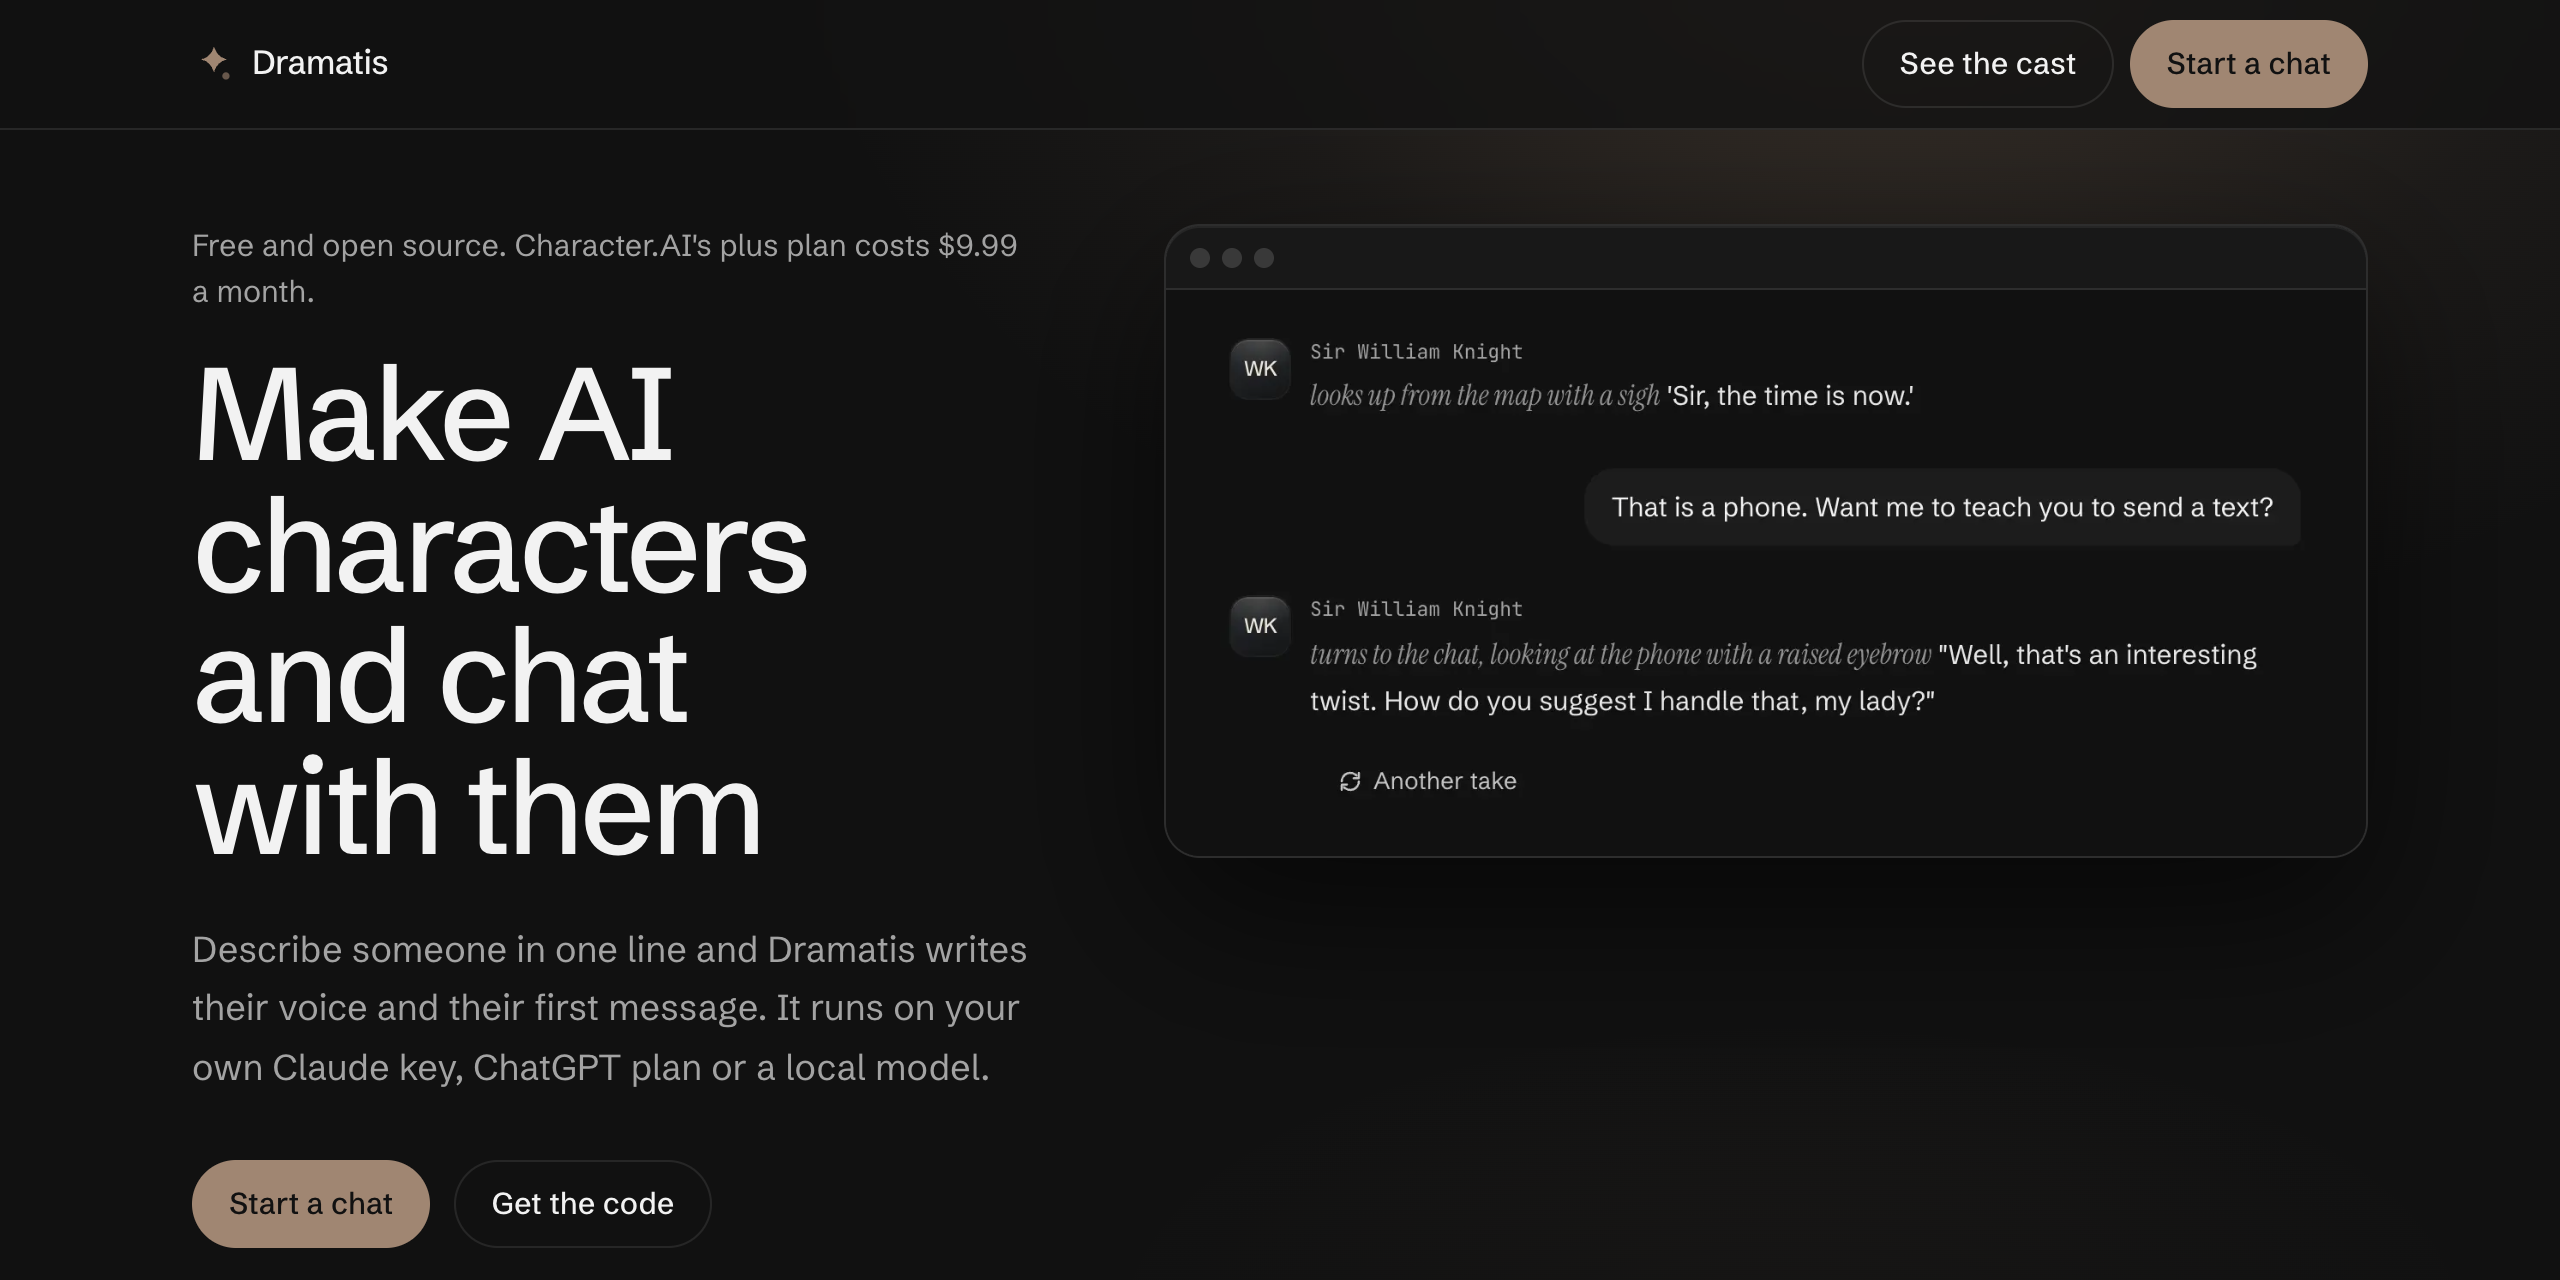 Dramatis
See the cast
Start a chat
Free and open source. Character.AI's plus plan costs $9.99
a month.
Make AI
characters
and chat
with them
Describe someone in one line and Dramatis writes
their voice and their first message. It runs on your
own Claude key, ChatGPT plan or a local model.
Start a chat
Get the code
WK
Sir William Knight
looks up from the map with a sigh 'Sir, the time is now.'
That is a phone. Want me to teach you to send a text?
WK
Sir William Knight
turns to the chat, looking at the phone with a raised eyebrow "Well, that's an interesting
twist. How do you suggest I handle that, my lady?"
Another take